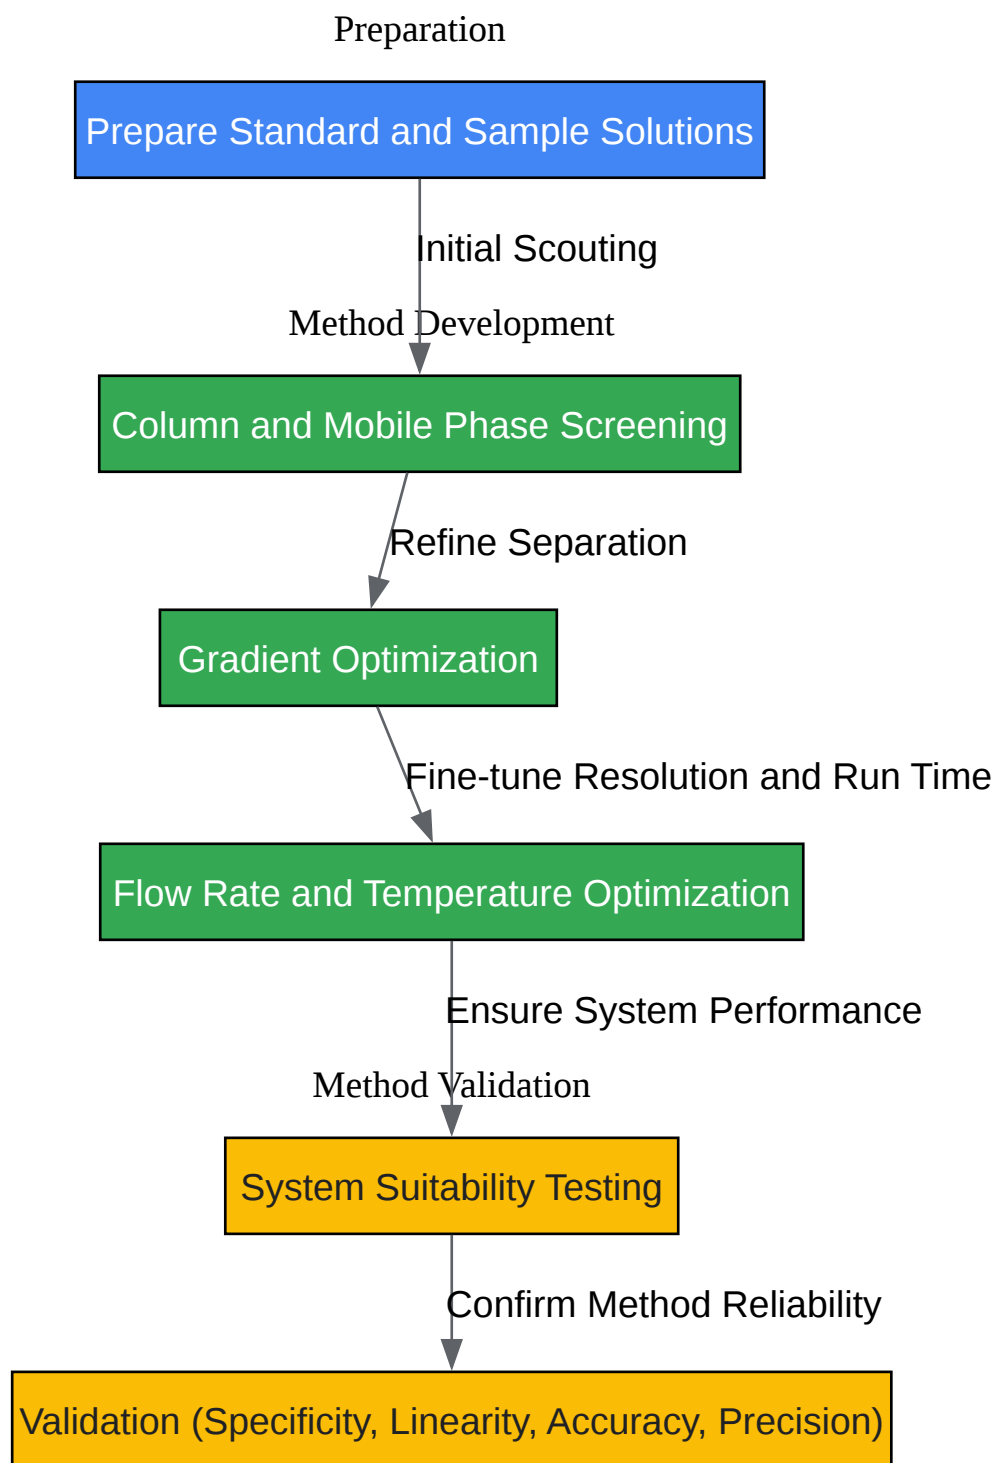 Preparation
Prepare Standard and Sample Solutions
Initial Scouting
Method Development
Column and Mobile Phase Screening
Refine Separation
Gradient Optimization
Fine-tune Resolution and Run Time
Flow Rate and Temperature Optimization
Ensure System Performance
Method Validation
System Suitability Testing
Confirm Method Reliability
Validation (Specificity, Linearity, Accuracy, Precision)